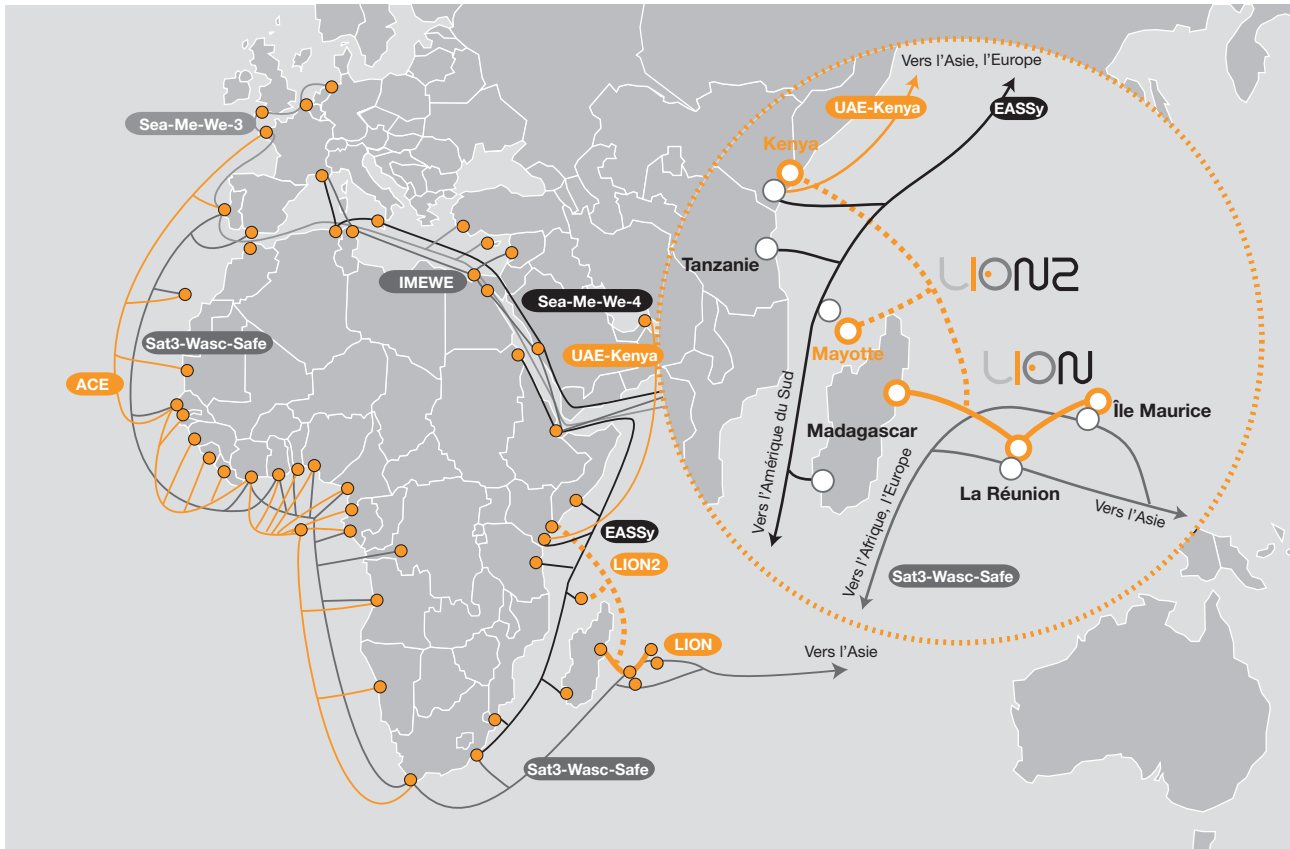 Vers l'Asie, l'Europe
Sea-Me-We-3
UAE-Kenya
EASSy
Kenya
Tanzanie
LION2
IMEWE
Sea-Me-We-4
Sat3-Wasc-Safe
UAE-Kenya
Mayotte
LION
ACE
Île Maurice
Madagascar
Vers l'Amérique du Sud
La Réunion
Vers l'Asie
Vers l'Afrique, l'Europe
EASSy
LION2
Sat3-Wasc-Safe
LION
Vers l'Asie
Sat3-Wasc-Safe